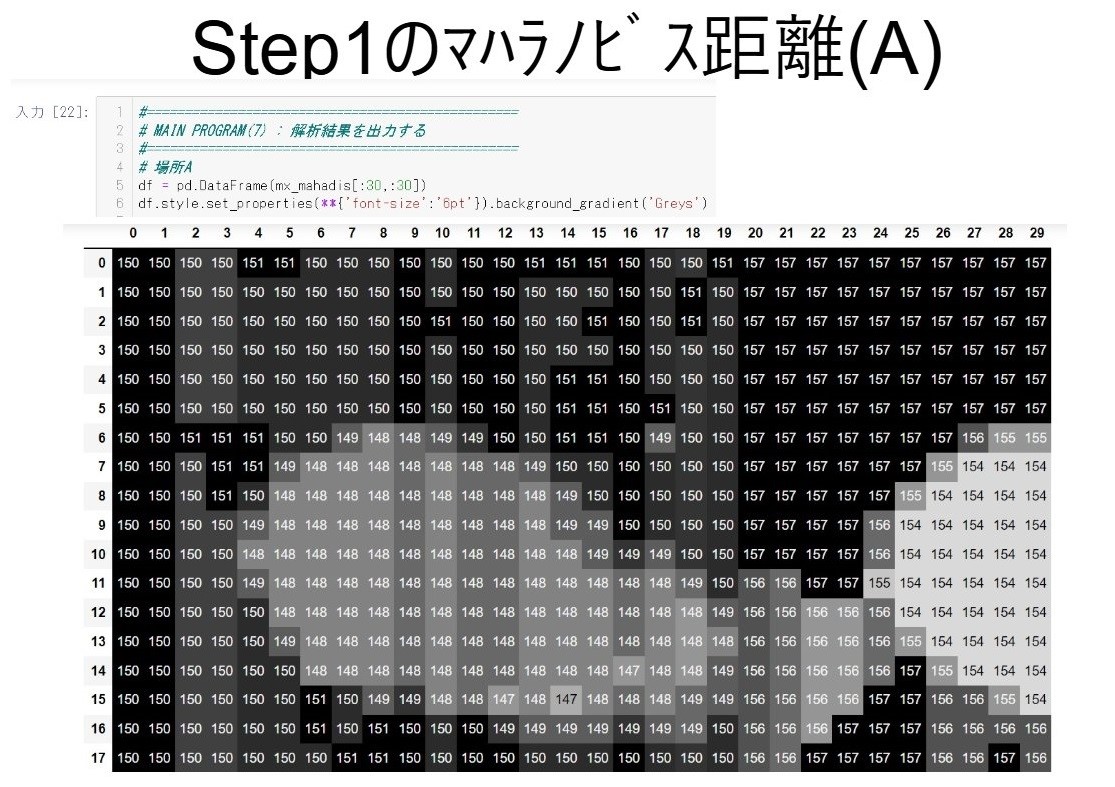 Step1のﾏﾊﾗﾉﾋﾞｽ距離(A)
入力 [22]:
1 #================================================
2 # MAIN PROGRAM(7) : 解析結果を出力する
3 #================================================
4 # 場所A
5 df = pd.DataFrame(mx_mahadis[:30,:30])
6 df.style.set_properties(**{'font-size':'6pt'}).background_gradient('Greys')
0 1 2 3 4 5 6 7 8 9 10 11 12 13 14 15 16 17 18 19 20 21 22 23 24 25 26 27 28 29
0 150 150 150 150 151 151 150 150 150 150 150 150 150 151 151 151 150 150 150 151 157 157 157 157 157 157 157 157 157 157
1 150 150 150 150 150 150 150 150 150 150 150 150 150 150 150 150 150 150 151 150 157 157 157 157 157 157 157 157 157 157
2 150 150 150 150 150 150 150 150 150 150 151 150 150 150 150 151 150 150 151 150 157 157 157 157 157 157 157 157 157 157
3 150 150 150 150 150 150 150 150 150 150 150 150 150 150 150 150 150 150 150 150 157 157 157 157 157 157 157 157 157 157
4 150 150 150 150 150 150 150 150 150 150 150 150 150 150 151 151 150 150 150 150 157 157 157 157 157 157 157 157 157 157
5 150 150 150 150 150 150 150 150 150 150 150 150 150 150 151 151 150 151 150 150 157 157 157 157 157 157 157 157 157 157
6 150 150 151 151 151 150 150 149 148 148 149 149 150 150 151 151 150 149 150 150 157 157 157 157 157 157 157 156 155 155
7 150 150 150 151 151 149 148 148 148 148 148 148 148 149 150 150 150 150 150 150 157 157 157 157 157 157 155 154 154 154
8 150 150 150 151 150 148 148 148 148 148 148 148 148 148 149 150 150 150 150 150 157 157 157 157 157 155 154 154 154 154
9 150 150 150 150 149 148 148 148 148 148 148 148 148 148 149 149 150 150 150 150 157 157 157 157 156 154 154 154 154 154
10 150 150 150 150 148 148 148 148 148 148 148 148 148 148 148 149 149 149 150 150 157 157 157 157 156 154 154 154 154 154
11 150 150 150 150 149 148 148 148 148 148 148 148 148 148 148 148 148 148 149 150 156 156 157 157 155 154 154 154 154 154
12 150 150 150 150 150 148 148 148 148 148 148 148 148 148 148 148 148 148 148 149 156 156 156 156 156 154 154 154 154 154
13 150 150 150 150 150 149 148 148 148 148 148 148 148 148 148 148 148 148 148 148 156 156 156 156 156 155 154 154 154 154
14 150 150 150 150 150 150 148 148 148 148 148 148 148 148 148 148 147 148 148 149 156 156 156 156 156 157 155 154 154 154
15 150 150 150 150 150 150 151 150 149 149 148 148 147 148 147 148 148 148 149 149 156 156 156 156 157 157 156 156 155 154
16 150 150 150 150 150 150 151 150 151 150 150 150 149 149 149 149 149 149 149 150 156 156 156 157 157 157 156 156 156 156
17 150 150 150 150 150 150 150 151 151 150 150 150 150 150 150 150 150 150 150 150 156 156 157 157 157 157 156 156 157 156